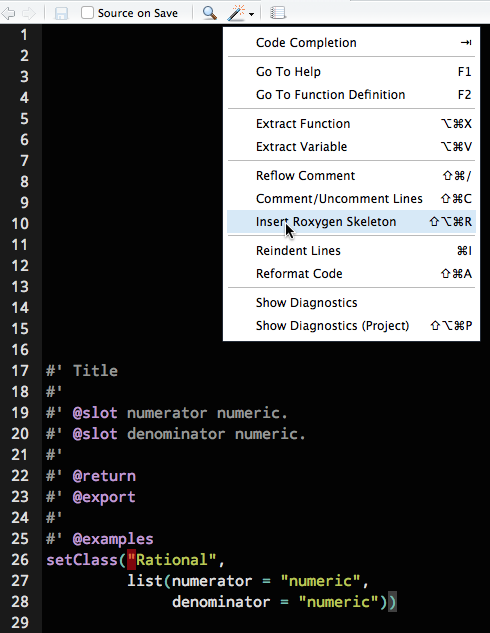 Source on Save
Code Completion ⇥
Go To Help F1
Go To Function Definition F2
Extract Function ⌥⌘X
Extract Variable ⌥⌘V
Reflow Comment ⇧⌘/
Comment/Uncomment Lines ⇧⌘C
Insert Roxygen Skeleton ⇧⌥⌘R
Reindent Lines ⌘I
Reformat Code ⇧⌘A
Show Diagnostics
Show Diagnostics (Project) ⇧⌥⌘P
1
2
3
4
5
6
7
8
9
10
11
12
13
14
15
16
17 #' Title
18 #'
19 #' @slot numerator numeric.
20 #' @slot denominator numeric.
21 #'
22 #' @return
23 #' @export
24 #'
25 #' @examples
26 setClass("Rational",
27 list(numerator = "numeric",
28 denominator = "numeric"))
29